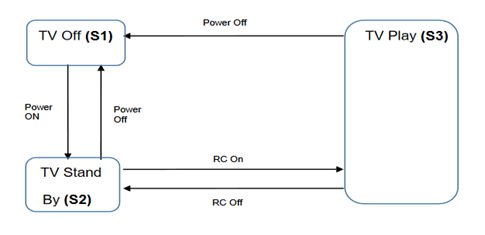 TV Off (S1)
Power Off
TV Play (S3)
Power
ON
Power
Off
TV Stand
By (S2)
RC On
RC Off